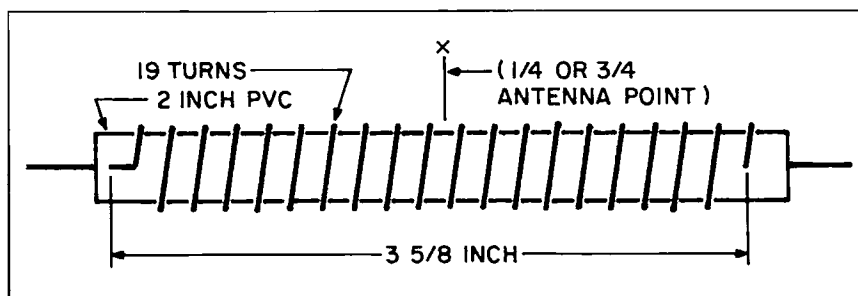 ×
19 TURNS
(1/4 OR 3/4
2 INCH PVC
ANTENNA POINT)
3 5/8 INCH